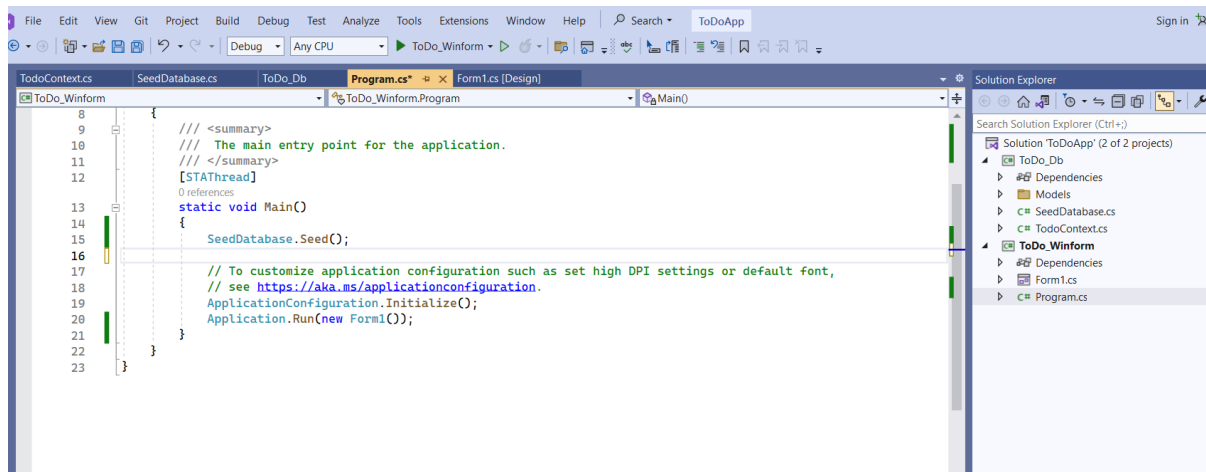 File Edit View Git Project Build Debug Test Analyze Tools Extensions Window Help Search ToDoApp Sign in
Debug Any CPU ToDo_Winform
TodoContext.cs SeedDatabase.cs ToDo_Db Program.cs* Form1.cs [Design]
ToDo_Winform ToDo_Winform.Program Main()
8 {
9 /// <summary>
10 ///  The main entry point for the application.
11 /// </summary>
12 [STAThread]
0 references
13 static void Main()
14 {
15 SeedDatabase.Seed();
16
17 // To customize application configuration such as set high DPI settings or default font,
18 // see https://aka.ms/applicationconfiguration.
19 ApplicationConfiguration.Initialize();
20 Application.Run(new Form1());
21 }
22 }
23 }
Solution Explorer
Search Solution Explorer (Ctrl+;)
Solution 'ToDoApp' (2 of 2 projects)
C# ToDo_Db
Dependencies
Models
C# SeedDatabase.cs
C# TodoContext.cs
C# ToDo_Winform
Dependencies
Form1.cs
C# Program.cs